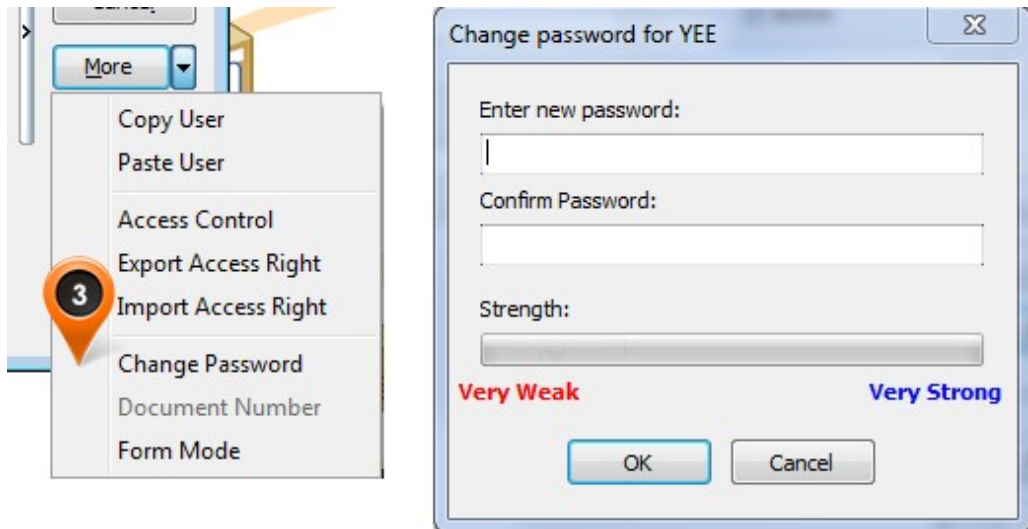 More
Copy User
Paste User
Access Control
Export Access Right
3
Import Access Right
Change Password
Document Number
Form Mode
Change password for YEE
Enter new password:
Confirm Password:
Strength:
Very Weak
Very Strong
OK
Cancel